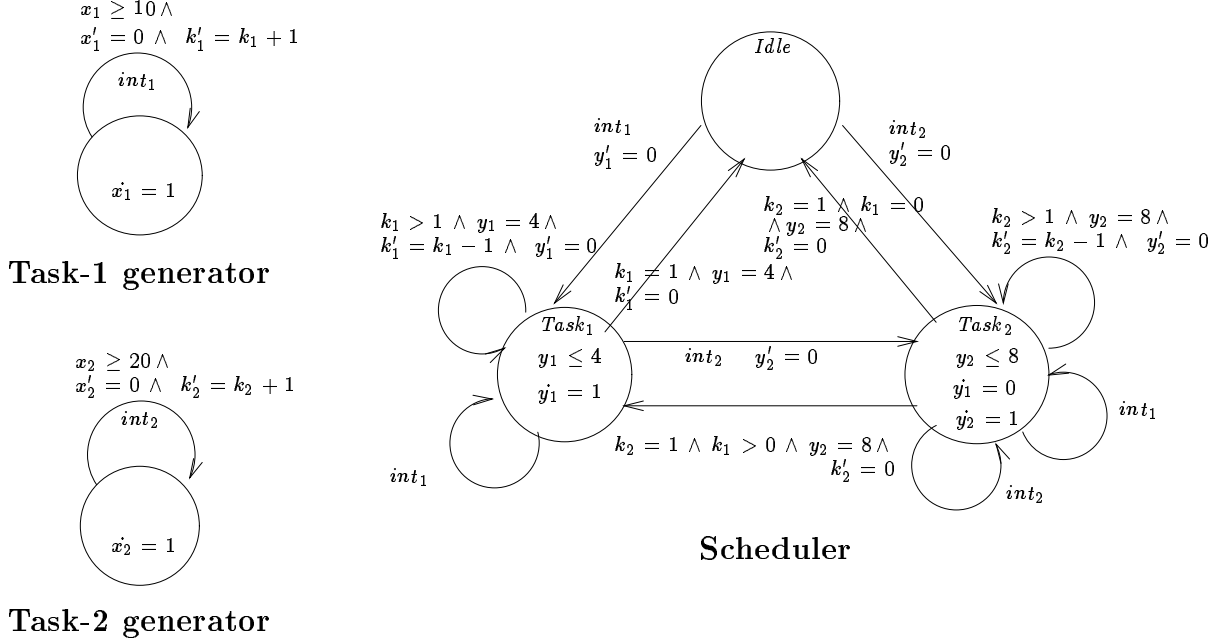 x₁ ≥ 10 ∧
x′₁ = 0 ∧ k′₁ = k₁ + 1
int₁
ẋ₁ = 1
Task-1 generator
x₂ ≥ 20 ∧
x′₂ = 0 ∧ k′₂ = k₂ + 1
int₂
ẋ₂ = 1
Task-2 generator
Idle
int₁
y′₁ = 0
int₂
y′₂ = 0
k₁ > 1 ∧ y₁ = 4 ∧
k′₁ = k₁ − 1 ∧ y′₁ = 0
k₂ = 1 ∧ k₁ = 0
∧ y₂ = 8 ∧
k′₂ = 0
k₂ > 1 ∧ y₂ = 8 ∧
k′₂ = k₂ − 1 ∧ y′₂ = 0
k₁ = 1 ∧ y₁ = 4 ∧
k′₁ = 0
Task₁
y₁ ≤ 4
ẏ₁ = 1
int₂ y′₂ = 0
Task₂
y₂ ≤ 8
ẏ₁ = 0
ẏ₂ = 1
int₁
k₂ = 1 ∧ k₁ > 0 ∧ y₂ = 8 ∧
k′₂ = 0
int₁
int₂
Scheduler